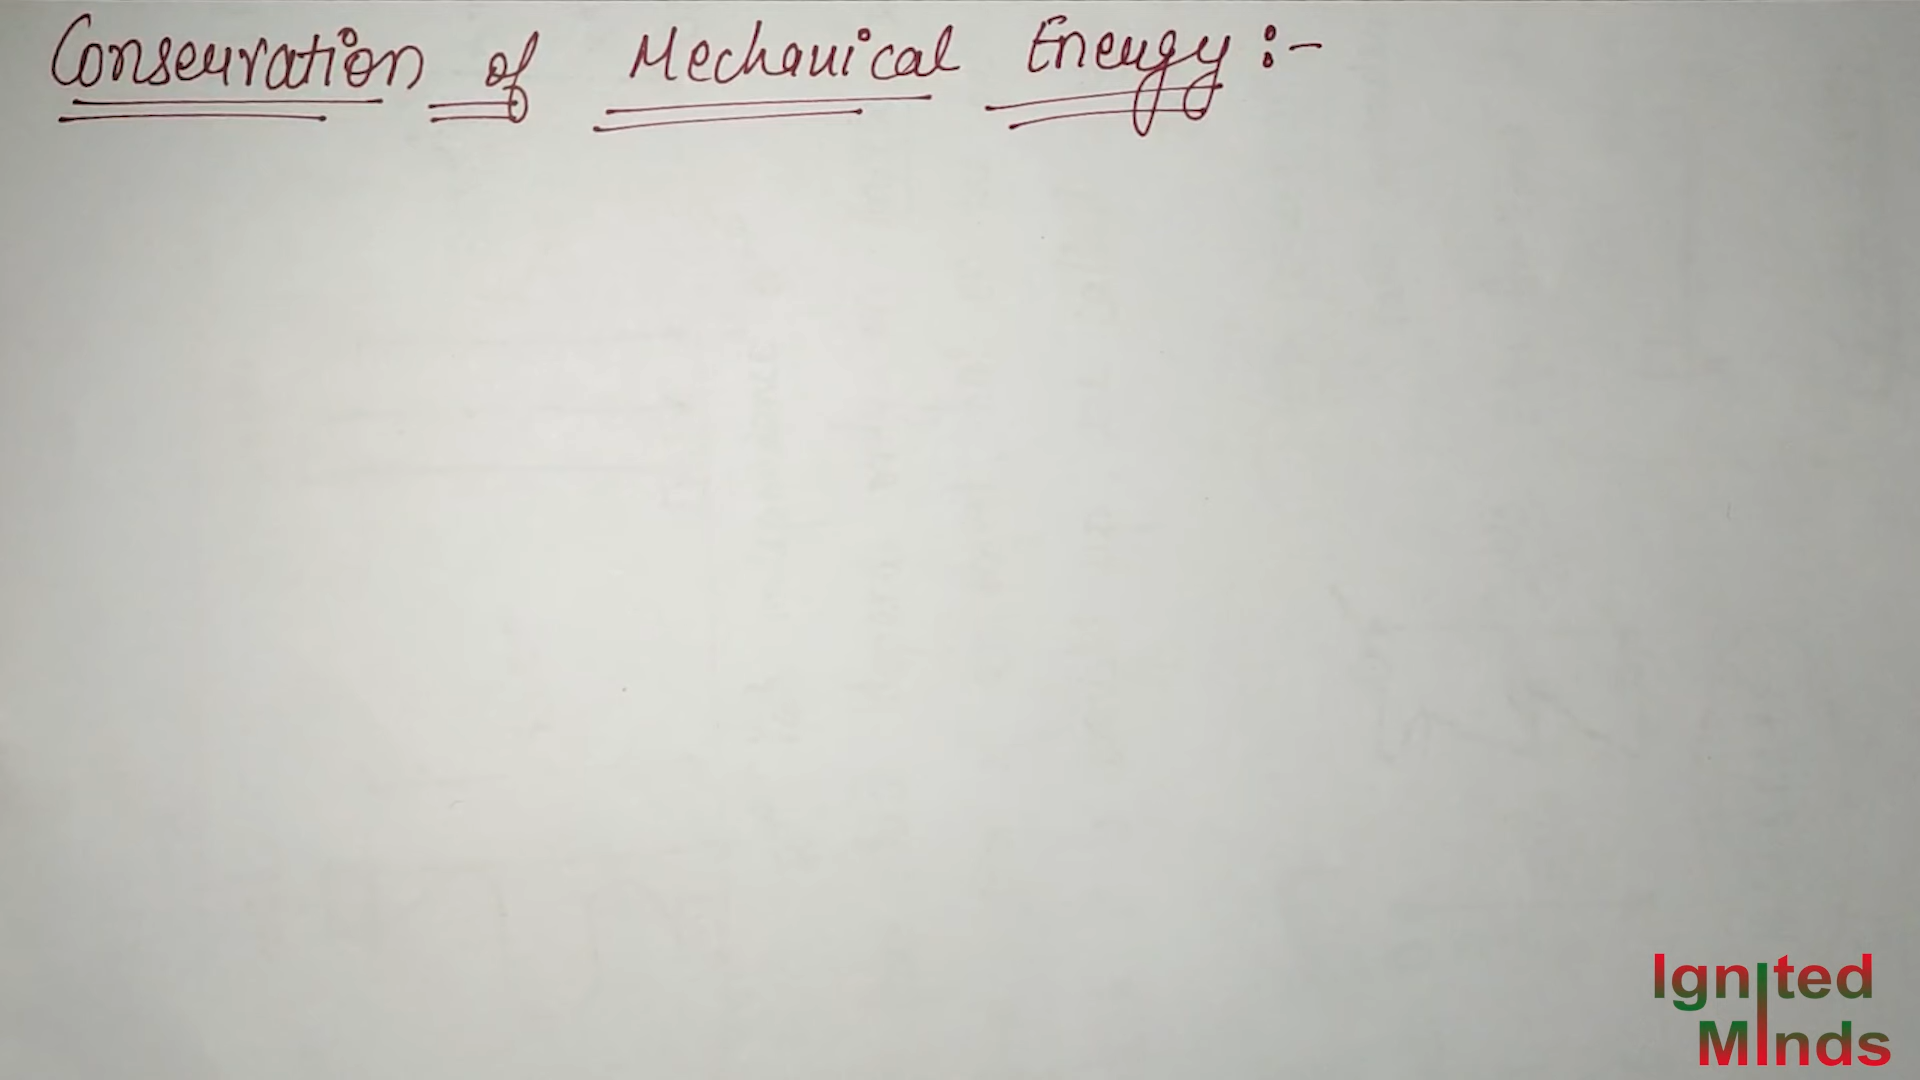 Conservation of Mechanical Energy :-
Ignited
Minds